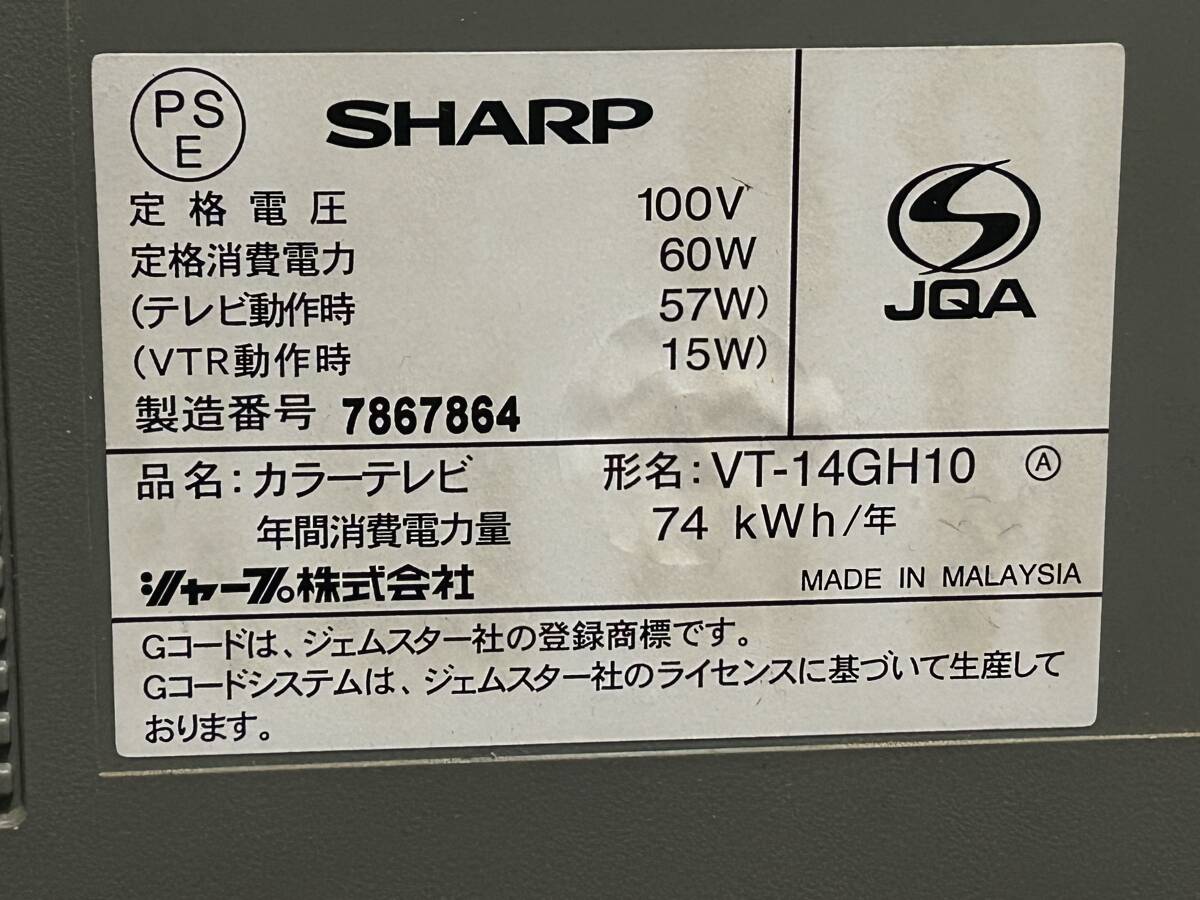 PSE SHARP
定格電圧 100V
定格消費電力 60W
(テレビ動作時 57W)
(VTR動作時 15W)
製造番号 7867864
JQA
品名:カラーテレビ 形名:VT-14GH10 Ⓐ
年間消費電力量 74 kWh/年
シャープ株式会社 MADE IN MALAYSIA
Gコードは、ジェムスター社の登録商標です。
Gコードシステムは、ジェムスター社のライセンスに基づいて生産して
おります。